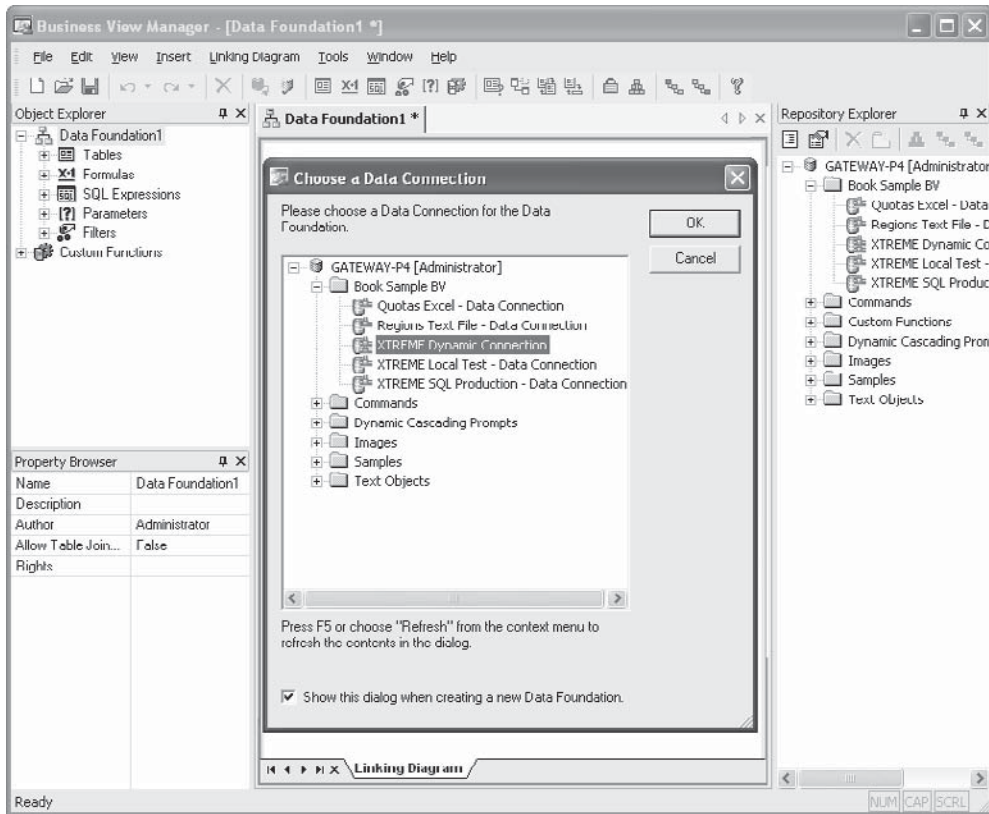 Business View Manager - [Data Foundation1 *]
File Edit View Insert Linking Diagram Tools Window Help
Object Explorer
Data Foundation1
Tables
Formulas
SQL Expressions
Parameters
Filters
Custom Functions
Property Browser
Name Data Foundation1
Description
Author Administrator
Allow Table Join... False
Rights
Data Foundation1 *
Choose a Data Connection
Please choose a Data Connection for the Data
Foundation.
OK
Cancel
GATEWAY-P4 [Administrator]
Book Sample BV
Quotas Excel - Data Connection
Regions Text File - Data Connection
XTREME Dynamic Connection
XTREME Local Test - Data Connection
XTREME SQL Production - Data Connection
Commands
Dynamic Cascading Prompts
Images
Samples
Text Objects
Press F5 or choose "Refresh" from the context menu to
refresh the contents in the dialog.
Show this dialog when creating a new Data Foundation.
Linking Diagram
Repository Explorer
GATEWAY-P4 [Administrator
Book Sample BV
Quotas Excel - Data
Regions Text File - D
XTREME Dynamic Co
XTREME Local Test -
XTREME SQL Produc
Commands
Custom Functions
Dynamic Cascading Pron
Images
Samples
Text Objects
Ready
NUM CAP SCRL